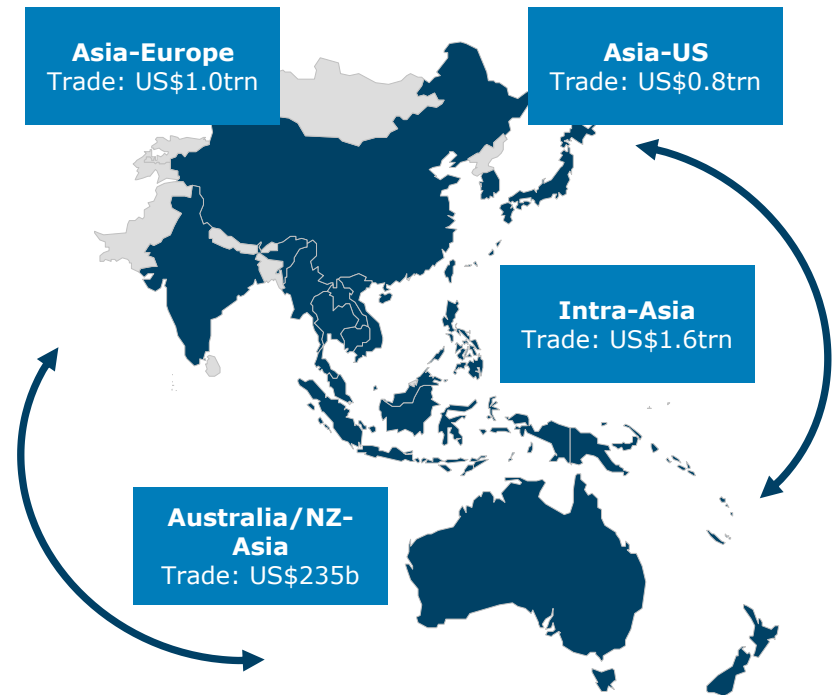 Asia-Europe
Trade: US$1.0trn
Asia-US
Trade: US$0.8trn
Intra-Asia
Trade: US$1.6trn
Australia/NZ-
Asia
Trade: US$235b